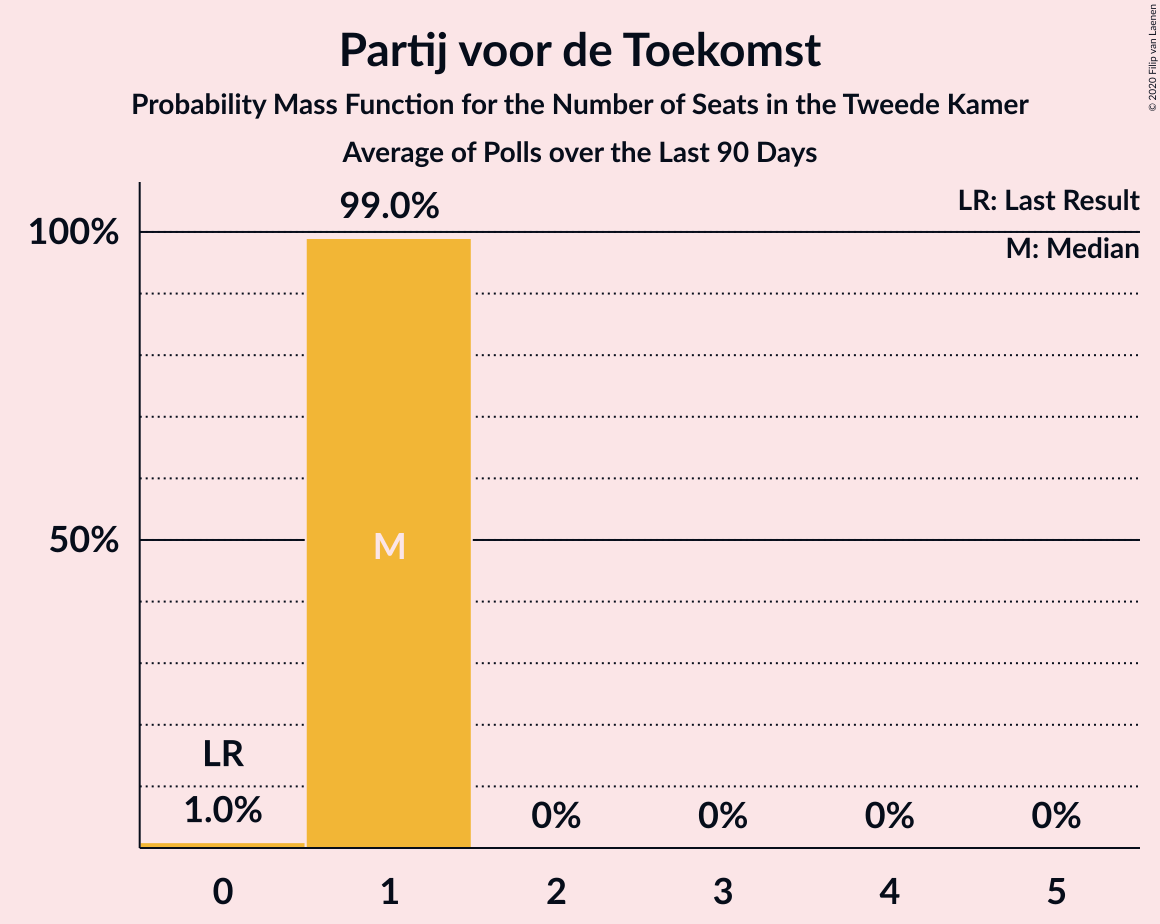 Partij voor de Toekomst
Probability Mass Function for the Number of Seats in the Tweede Kamer
Average of Polls over the Last 90 Days
© 2020 Filip van Laenen
LR: Last Result
M: Median
99.0%
100%
50%
M
LR
1.0%
0%
0%
0%
0%
0
1
2
3
4
5